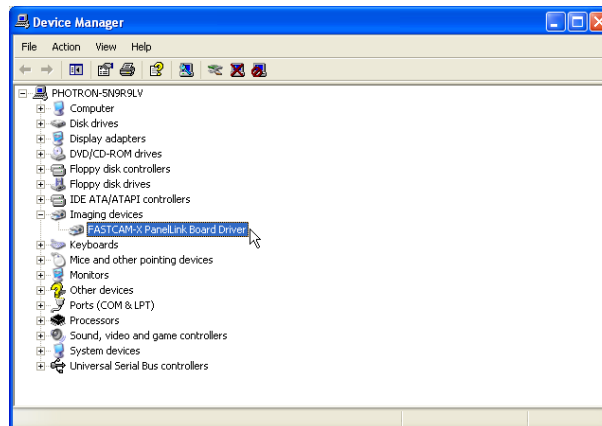 Device Manager
File Action View Help
PHOTRON-5N9R9LV
Computer
Disk drives
Display adapters
DVD/CD-ROM drives
Floppy disk controllers
Floppy disk drives
IDE ATA/ATAPI controllers
Imaging devices
FASTCAM-X PanelLink Board Driver
Keyboards
Mice and other pointing devices
Monitors
Other devices
Ports (COM & LPT)
Processors
Sound, video and game controllers
System devices
Universal Serial Bus controllers